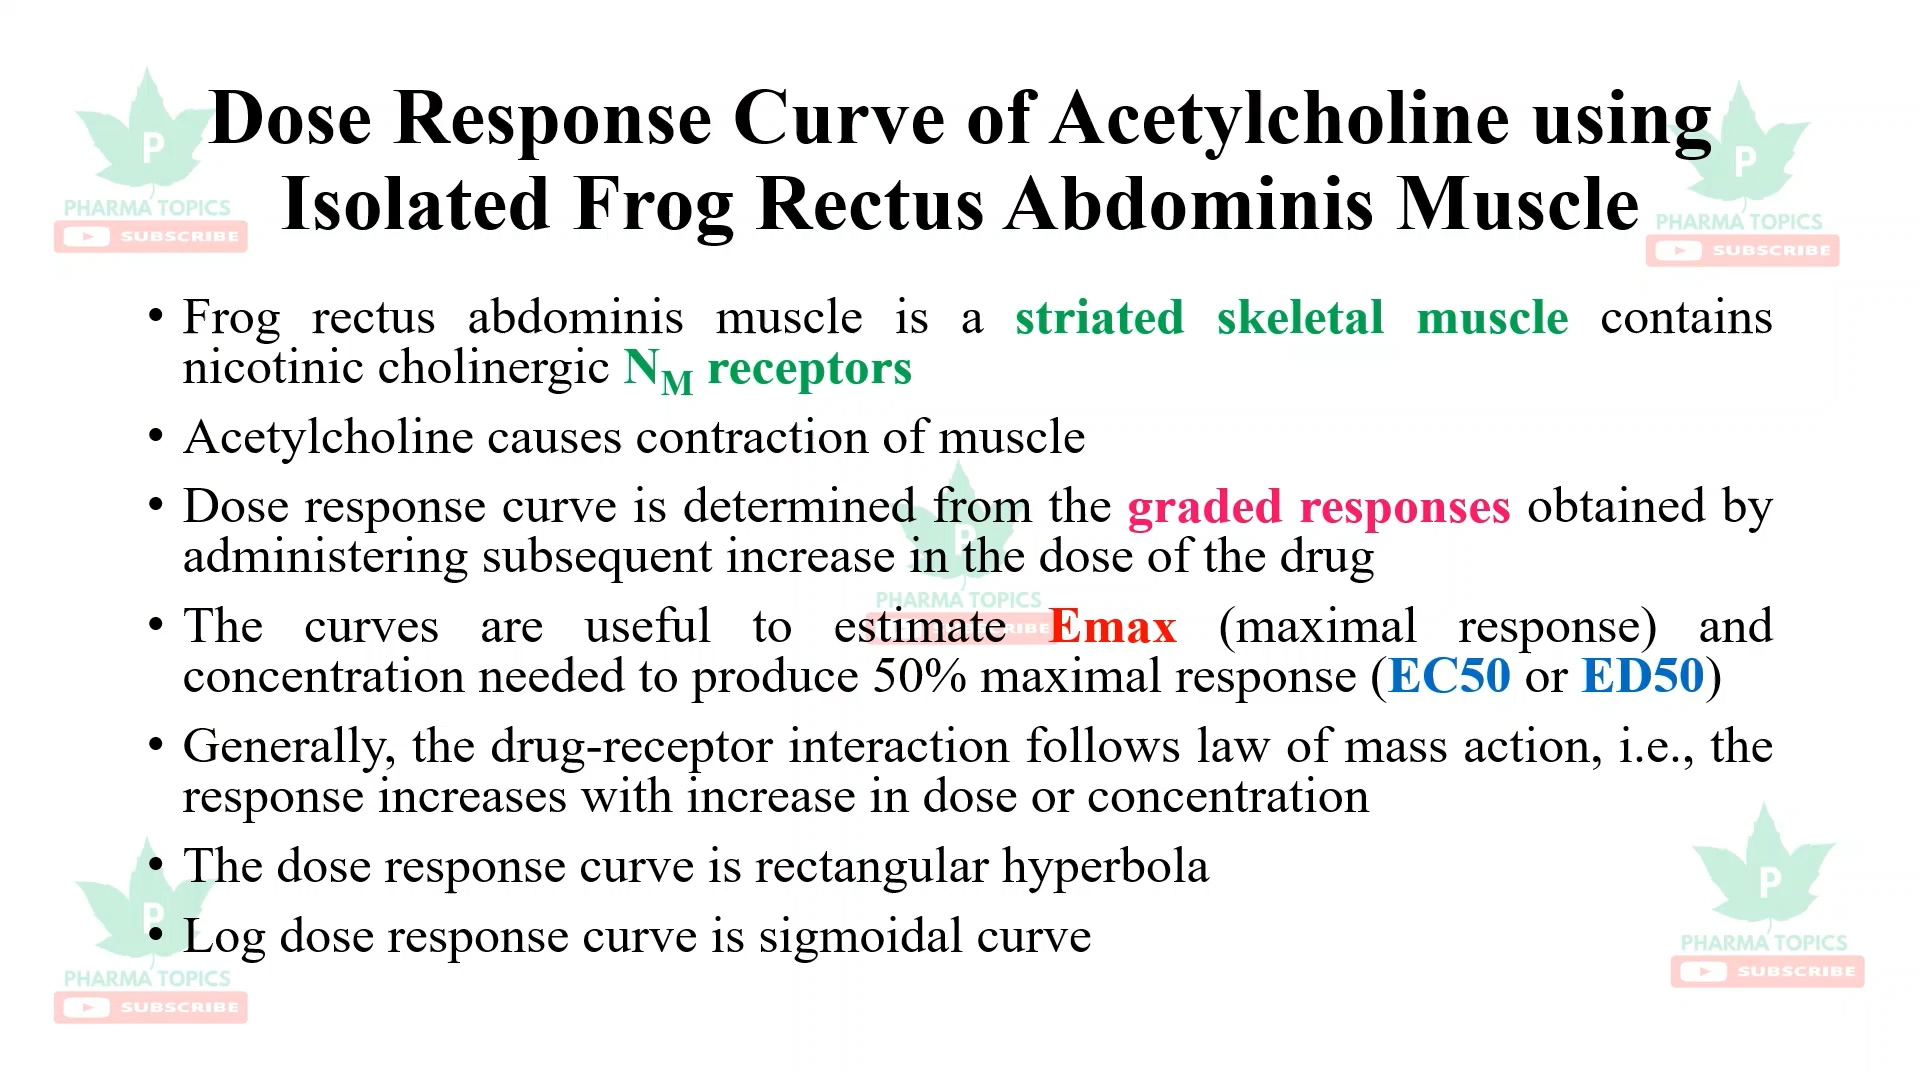 Dose Response Curve of Acetylcholine using
Isolated Frog Rectus Abdominis Muscle
P
PHARMA TOPICS
SUBSCRIBE
P
PHARMA TOPICS
SUBSCRIBE
• Frog rectus abdominis muscle is a striated skeletal muscle contains
nicotinic cholinergic NM receptors
• Acetylcholine causes contraction of muscle
• Dose response curve is determined from the graded responses obtained by
administering subsequent increase in the dose of the drug
P
PHARMA TOPICS
• The curves are useful to estimate Emax (maximal response) and
concentration needed to produce 50% maximal response (EC50 or ED50)
• Generally, the drug-receptor interaction follows law of mass action, i.e., the
response increases with increase in dose or concentration
• The dose response curve is rectangular hyperbola
• Log dose response curve is sigmoidal curve
P
PHARMA TOPICS
SUBSCRIBE
P
PHARMA TOPICS
SUBSCRIBE